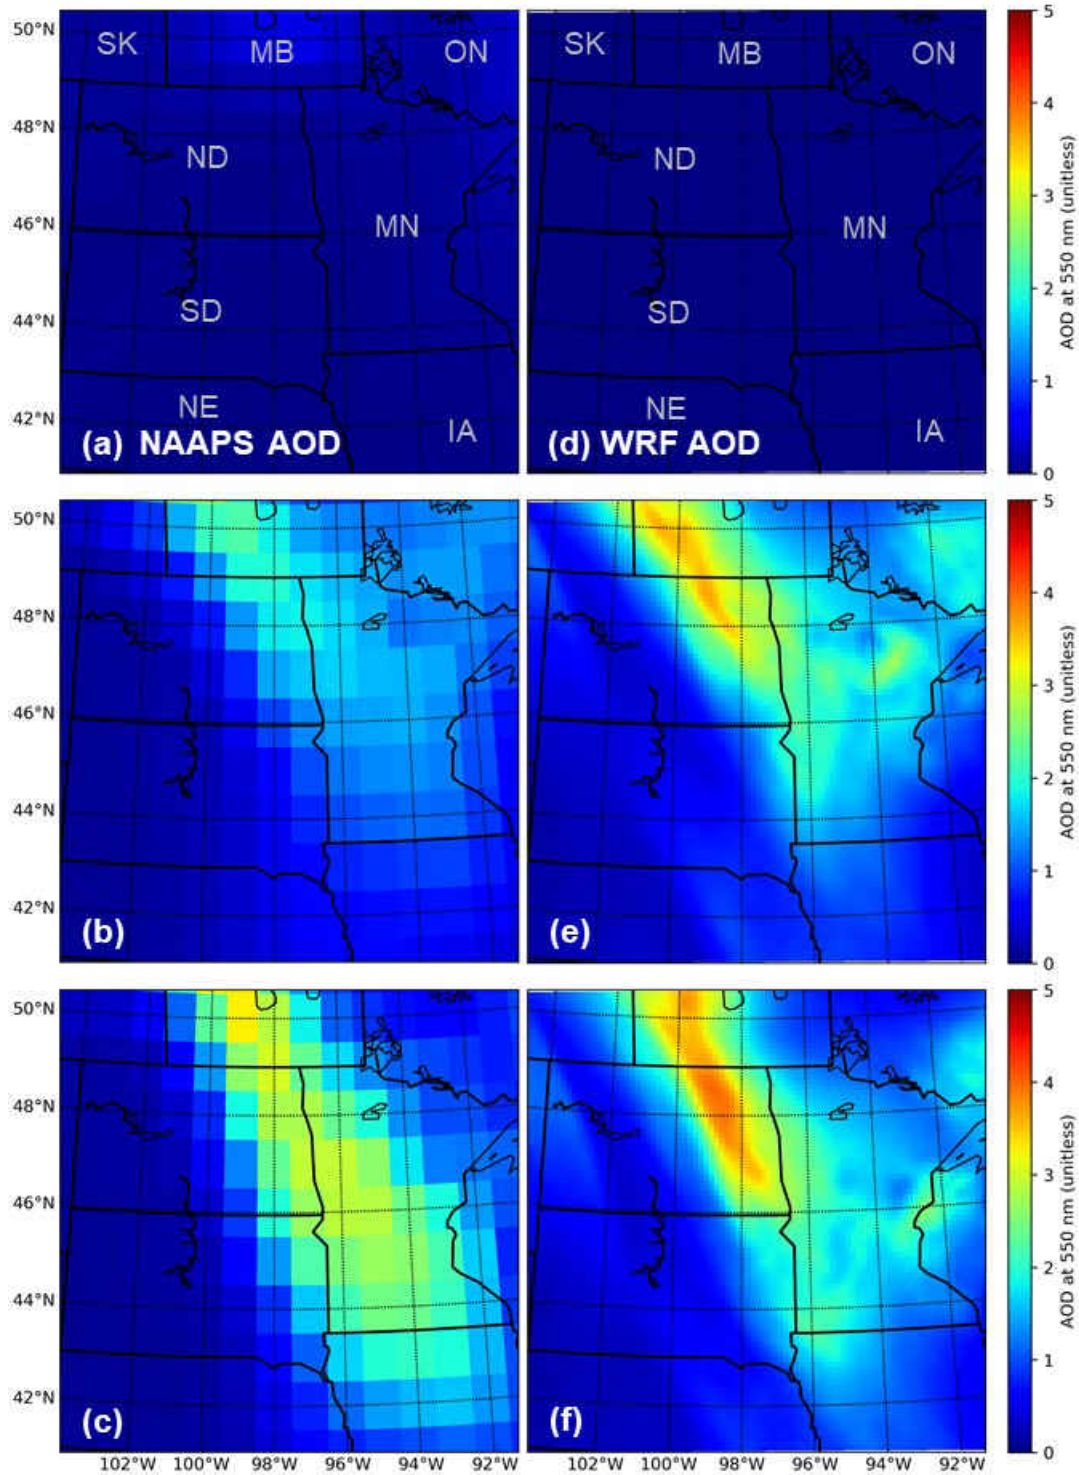 50°N
48°N
46°N
44°N
42°N
SK
MB
ON
ND
MN
SD
NE
IA
(a) NAAPS AOD
SK
MB
ON
ND
MN
SD
NE
IA
(d) WRF AOD
5
4
3
2
1
0
AOD at 550 nm (unitless)
50°N
48°N
46°N
44°N
42°N
(b)
(e)
5
4
3
2
1
0
AOD at 550 nm (unitless)
50°N
48°N
46°N
44°N
42°N
(c)
(f)
5
4
3
2
1
0
AOD at 550 nm (unitless)
102°W 100°W 98°W 96°W 94°W 92°W
102°W 100°W 98°W 96°W 94°W 92°W